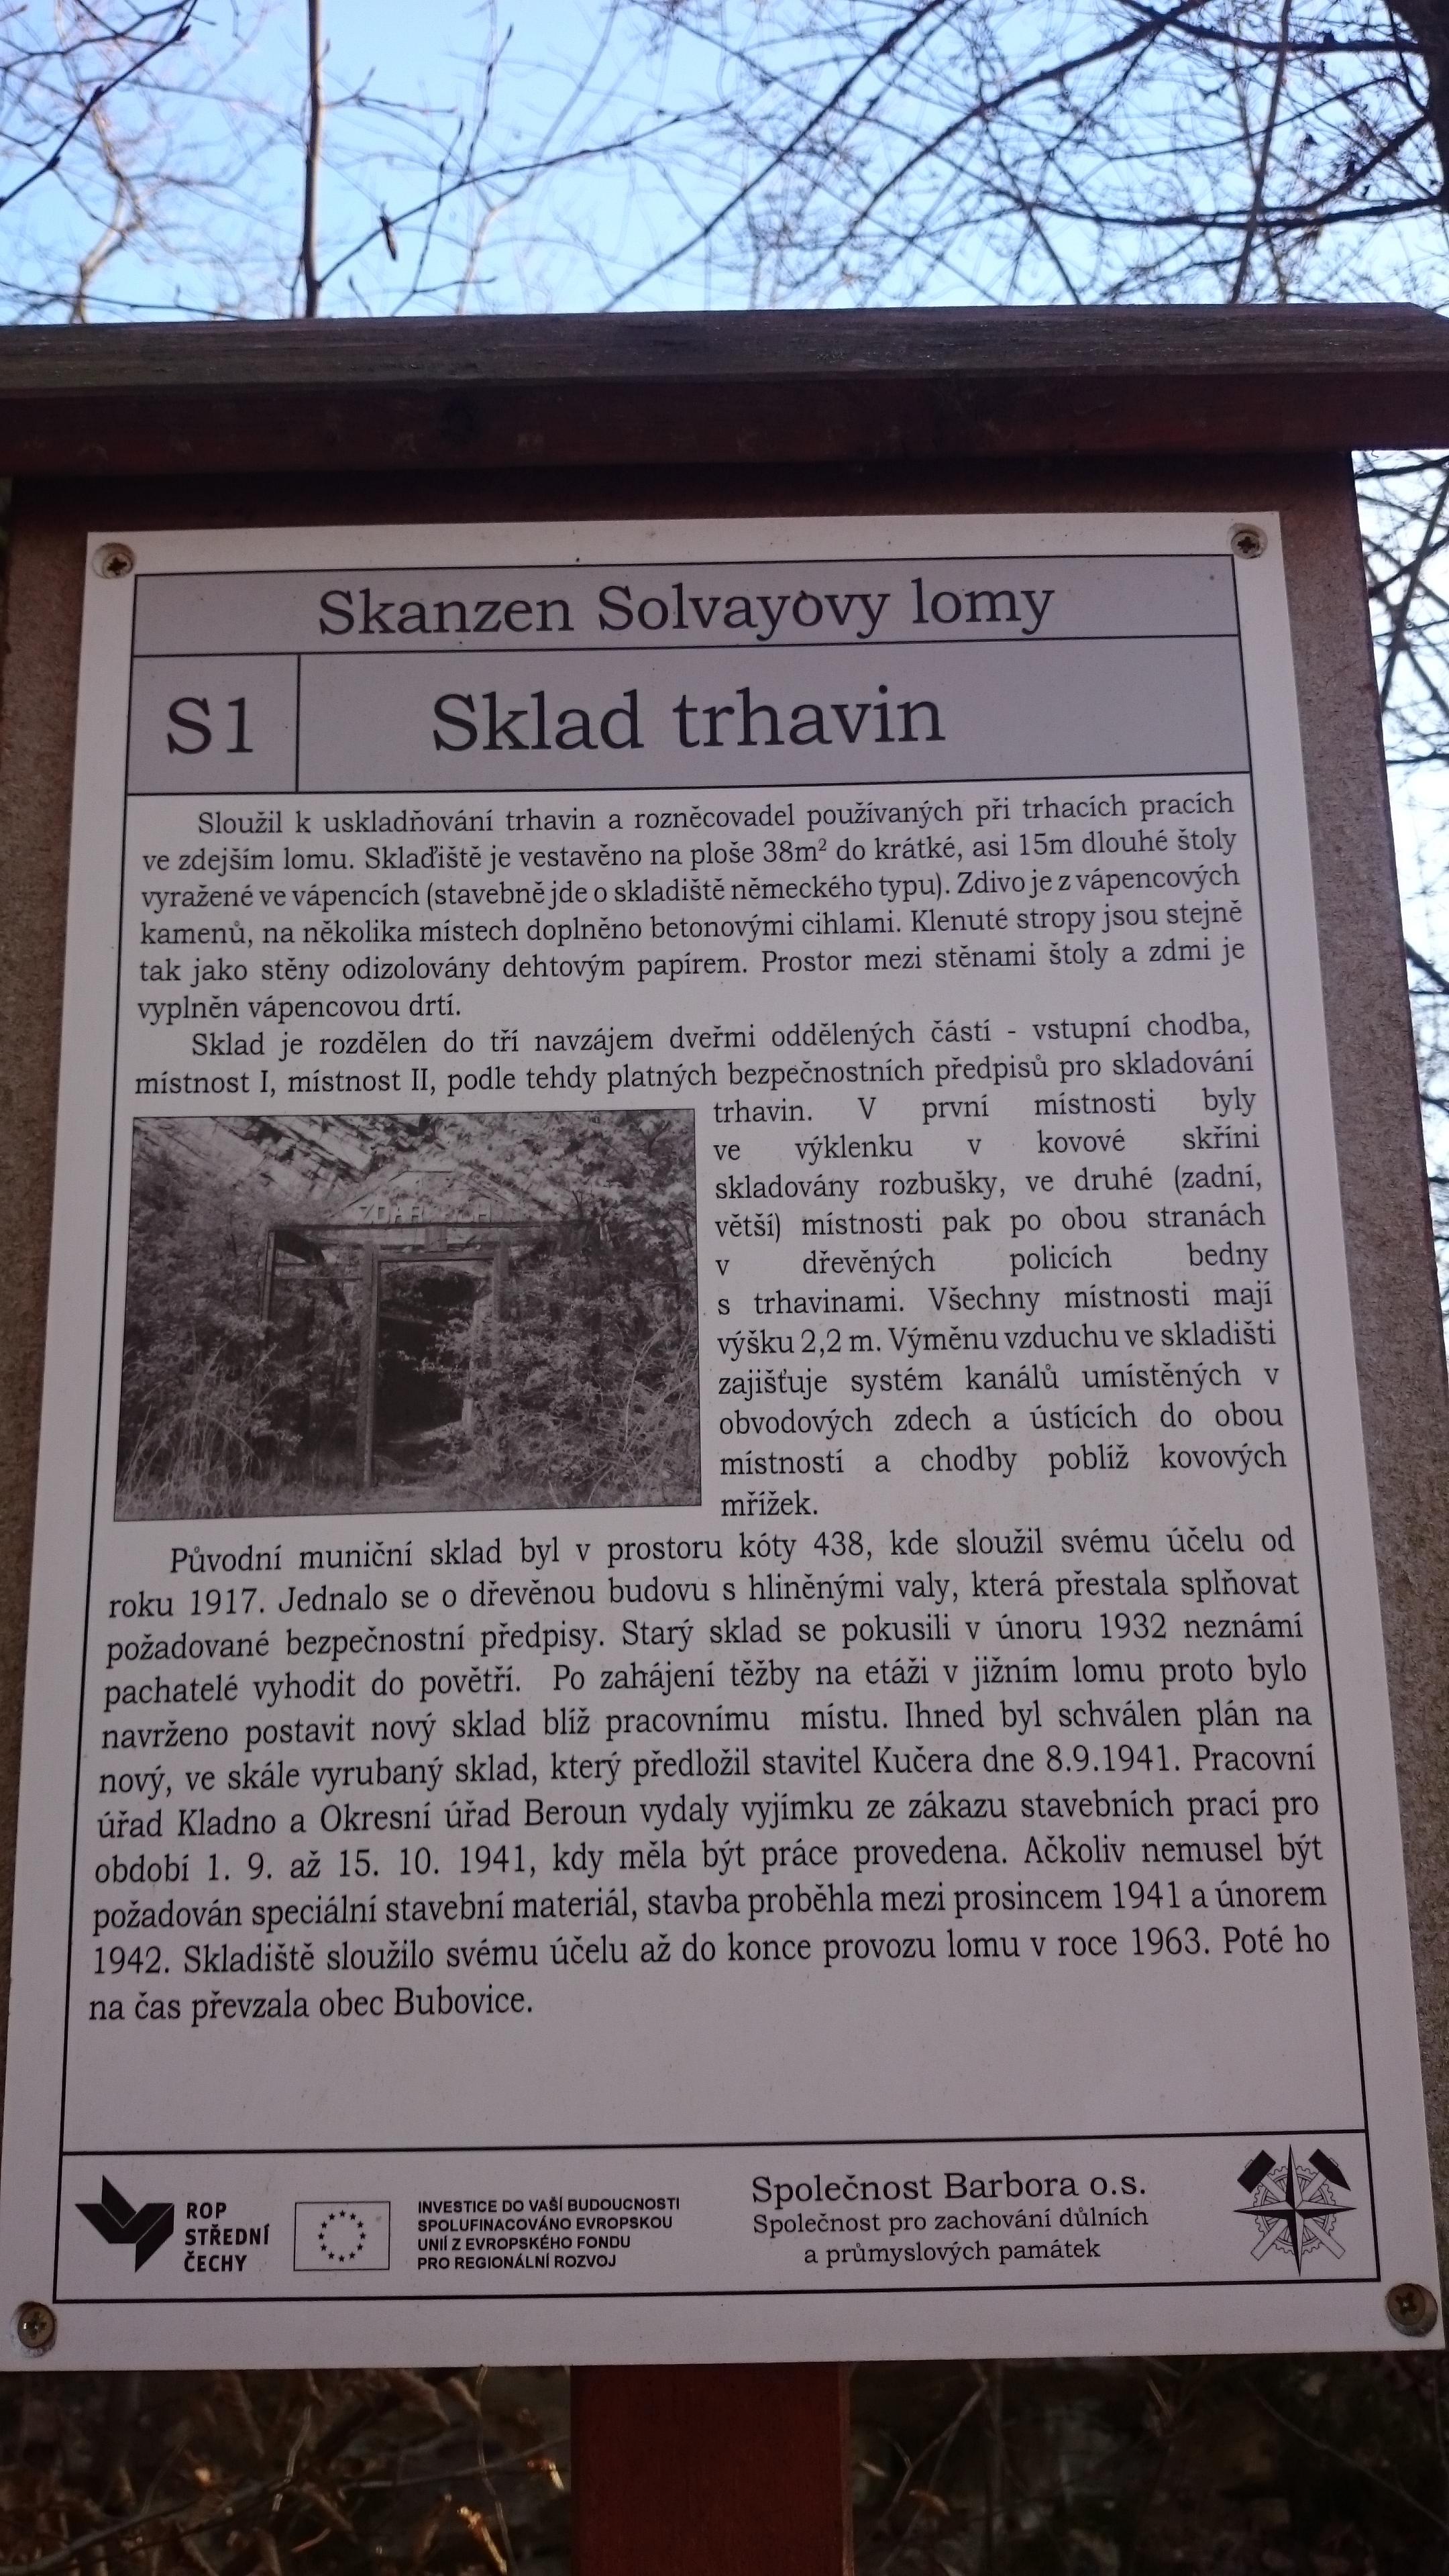 Skanzen Solvayovy lomy
S1
Sklad trhavin
Sloužil k uskladňování trhavin a rozněcovadel používaných při trhacích pracích
ve zdejším lomu. Sklaďiště je vestavěno na ploše 38m² do krátké, asi 15m dlouhé štoly
vyražené ve vápencích (stavebně jde o skladiště německého typu). Zdivo je z vápencových
kamenů, na několika místech doplněno betonovými cihlami. Klenuté stropy jsou stejně
tak jako stěny odizolovány dehtovým papírem. Prostor mezi stěnami štoly a zdmi je
vyplněn vápencovou drtí.
Sklad je rozdělen do tří navzájem dveřmi oddělených částí - vstupní chodba,
místnost I, místnost II, podle tehdy platných bezpečnostních předpisů pro skladování
trhavin. V první místnosti byly
ve výklenku v kovové skříni
skladovány rozbušky, ve druhé (zadní,
větší) místnosti pak po obou stranách
v dřevěných policích bedny
s trhavinami. Všechny místnosti mají
výšku 2,2 m. Výměnu vzduchu ve skladišti
zajišťuje systém kanálů umístěných v
obvodových zdech a ústících do obou
místností a chodby poblíž kovových
mřížek.
Původní muniční sklad byl v prostoru kóty 438, kde sloužil svému účelu od
roku 1917. Jednalo se o dřevěnou budovu s hliněnými valy, která přestala splňovat
požadované bezpečnostní předpisy. Starý sklad se pokusili v únoru 1932 neznámí
pachatelé vyhodit do povětří. Po zahájení těžby na etáži v jižním lomu proto bylo
navrženo postavit nový sklad blíž pracovnímu místu. Ihned byl schválen plán na
nový, ve skále vyrubaný sklad, který předložil stavitel Kučera dne 8.9.1941. Pracovní
úřad Kladno a Okresní úřad Beroun vydaly vyjímku ze zákazu stavebních prací pro
období 1. 9. až 15. 10. 1941, kdy měla být práce provedena. Ačkoliv nemusel být
požadován speciální stavební materiál, stavba proběhla mezi prosincem 1941 a únorem
1942. Skladiště sloužilo svému účelu až do konce provozu lomu v roce 1963. Poté ho
na čas převzala obec Bubovice.
ROP
STŘEDNÍ
ČECHY
INVESTICE DO VAŠÍ BUDOUCNOSTI
SPOLUFINACOVÁNO EVROPSKOU
UNIÍ Z EVROPSKÉHO FONDU
PRO REGIONÁLNÍ ROZVOJ
Společnost Barbora o.s.
Společnost pro zachování důlních
a průmyslových památek